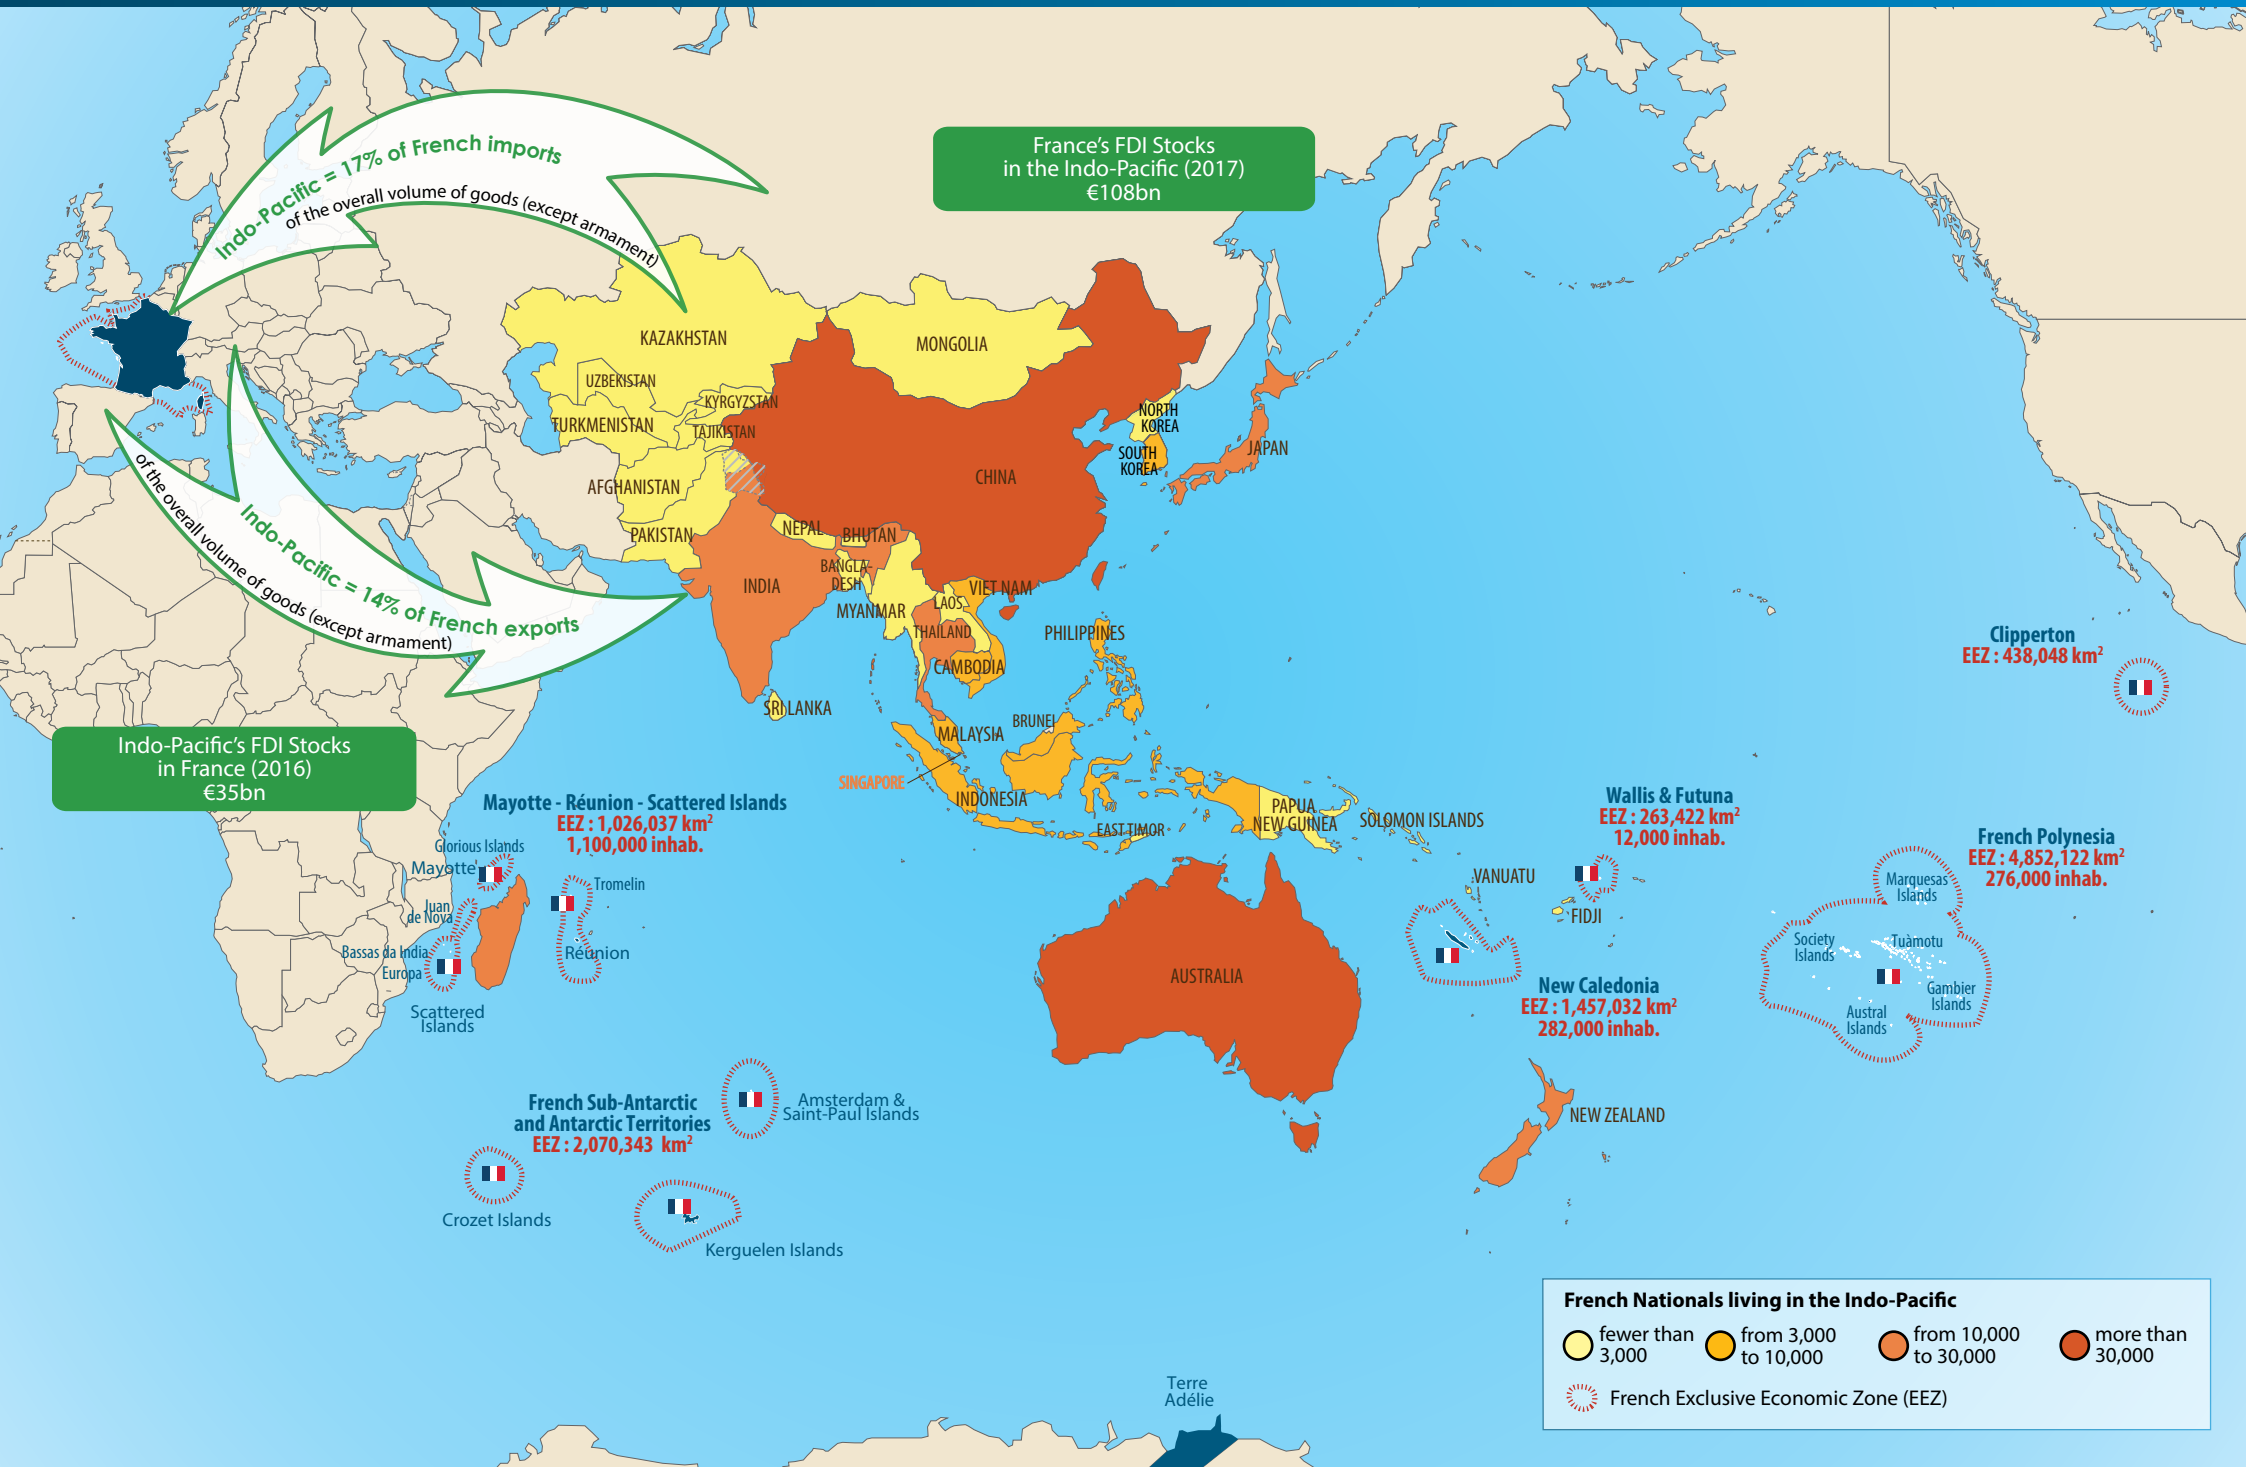 Indo-Pacific = 17% of French imports
of the overall volume of goods (except armament)
France's FDI Stocks
in the Indo-Pacific (2017)
€108bn
KAZAKHSTAN
MONGOLIA
UZBEKISTAN
KYRGYZSTAN
TURKMENISTAN
TAJIKISTAN
NORTH
KOREA
SOUTH
KOREA
JAPAN
CHINA
AFGHANISTAN
PAKISTAN
NEPAL
BHUTAN
BANGLA-
DESH
INDIA
MYANMAR
LAOS
VIET NAM
THAILAND
CAMBODIA
PHILIPPINES
SRI LANKA
BRUNEI
MALAYSIA
SINGAPORE
INDONESIA
EAST TIMOR
PAPUA
NEW GUINEA
SOLOMON ISLANDS
VANUATU
FIDJI
AUSTRALIA
NEW ZEALAND
Indo-Pacific = 14% of French exports
of the overall volume of goods (except armament)
Indo-Pacific's FDI Stocks
in France (2016)
€35bn
Clipperton
EEZ : 438,048 km²
Mayotte - Réunion - Scattered Islands
EEZ : 1,026,037 km²
1,100,000 inhab.
Glorious Islands
Mayotte
Tromelin
Juan
de Nova
Bassas da India
Europa
Réunion
Scattered
Islands
Wallis & Futuna
EEZ : 263,422 km²
12,000 inhab.
French Polynesia
EEZ : 4,852,122 km²
276,000 inhab.
Marquesas
Islands
Society
Islands
Tuàmotu
Gambier
Islands
Austral
Islands
New Caledonia
EEZ : 1,457,032 km²
282,000 inhab.
French Sub-Antarctic
and Antarctic Territories
EEZ : 2,070,343 km²
Amsterdam &
Saint-Paul Islands
Crozet Islands
Kerguelen Islands
Terre
Adélie
French Nationals living in the Indo-Pacific
fewer than
3,000
from 3,000
to 10,000
from 10,000
to 30,000
more than
30,000
French Exclusive Economic Zone (EEZ)